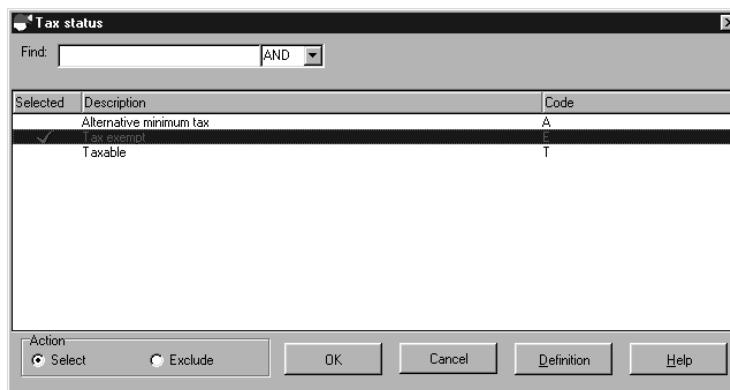 Tax status
Find: AND
Selected Description Code
Alternative minimum tax A
Tax exempt E
Taxable T
Action
Select Exclude OK Cancel Definition Help